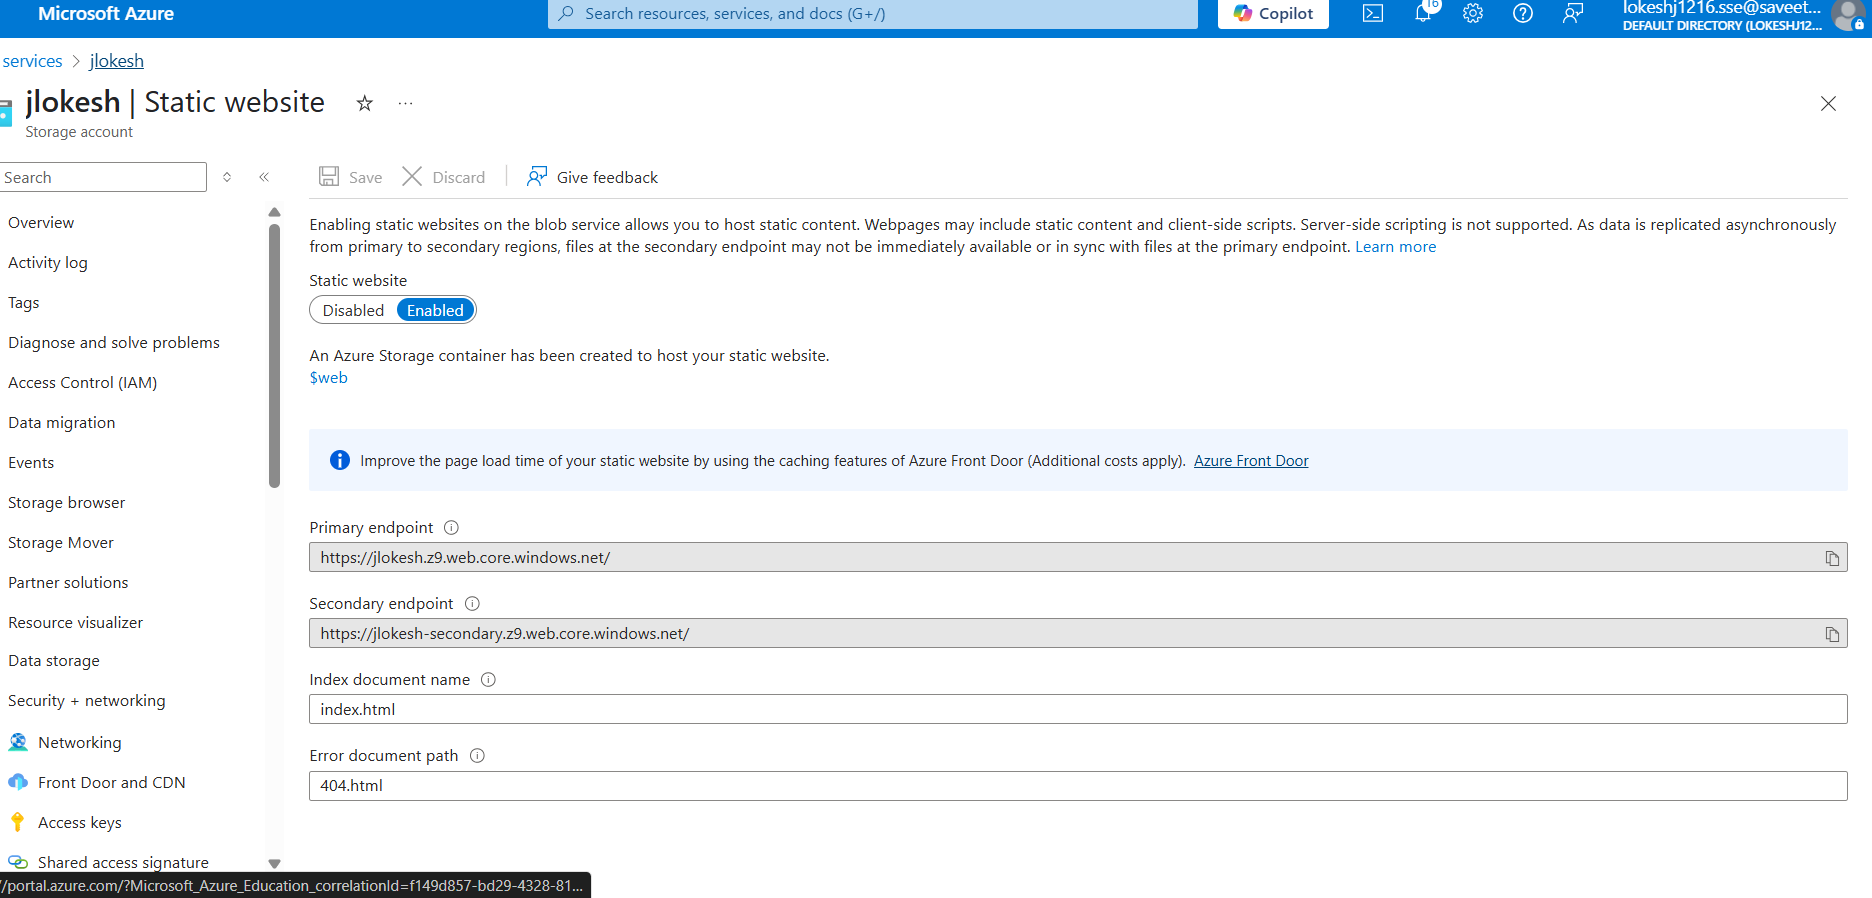 Microsoft Azure
Search resources, services, and docs (G+/)
Copilot
16
lokeshj1216.sse@saveet...
DEFAULT DIRECTORY (LOKESHJ12...
services > jlokesh
jlokesh | Static website
Storage account
Search
Save
Discard
Give feedback
Overview
Activity log
Tags
Diagnose and solve problems
Access Control (IAM)
Data migration
Events
Storage browser
Storage Mover
Partner solutions
Resource visualizer
Data storage
Security + networking
Networking
Front Door and CDN
Access keys
Shared access signature
Enabling static websites on the blob service allows you to host static content. Webpages may include static content and client-side scripts. Server-side scripting is not supported. As data is replicated asynchronously
from primary to secondary regions, files at the secondary endpoint may not be immediately available or in sync with files at the primary endpoint. Learn more
Static website
Disabled Enabled
An Azure Storage container has been created to host your static website.
$web
Improve the page load time of your static website by using the caching features of Azure Front Door (Additional costs apply). Azure Front Door
Primary endpoint
https://jlokesh.z9.web.core.windows.net/
Secondary endpoint
https://jlokesh-secondary.z9.web.core.windows.net/
Index document name
index.html
Error document path
404.html
/portal.azure.com/?Microsoft_Azure_Education_correlationId=f149d857-bd29-4328-81...